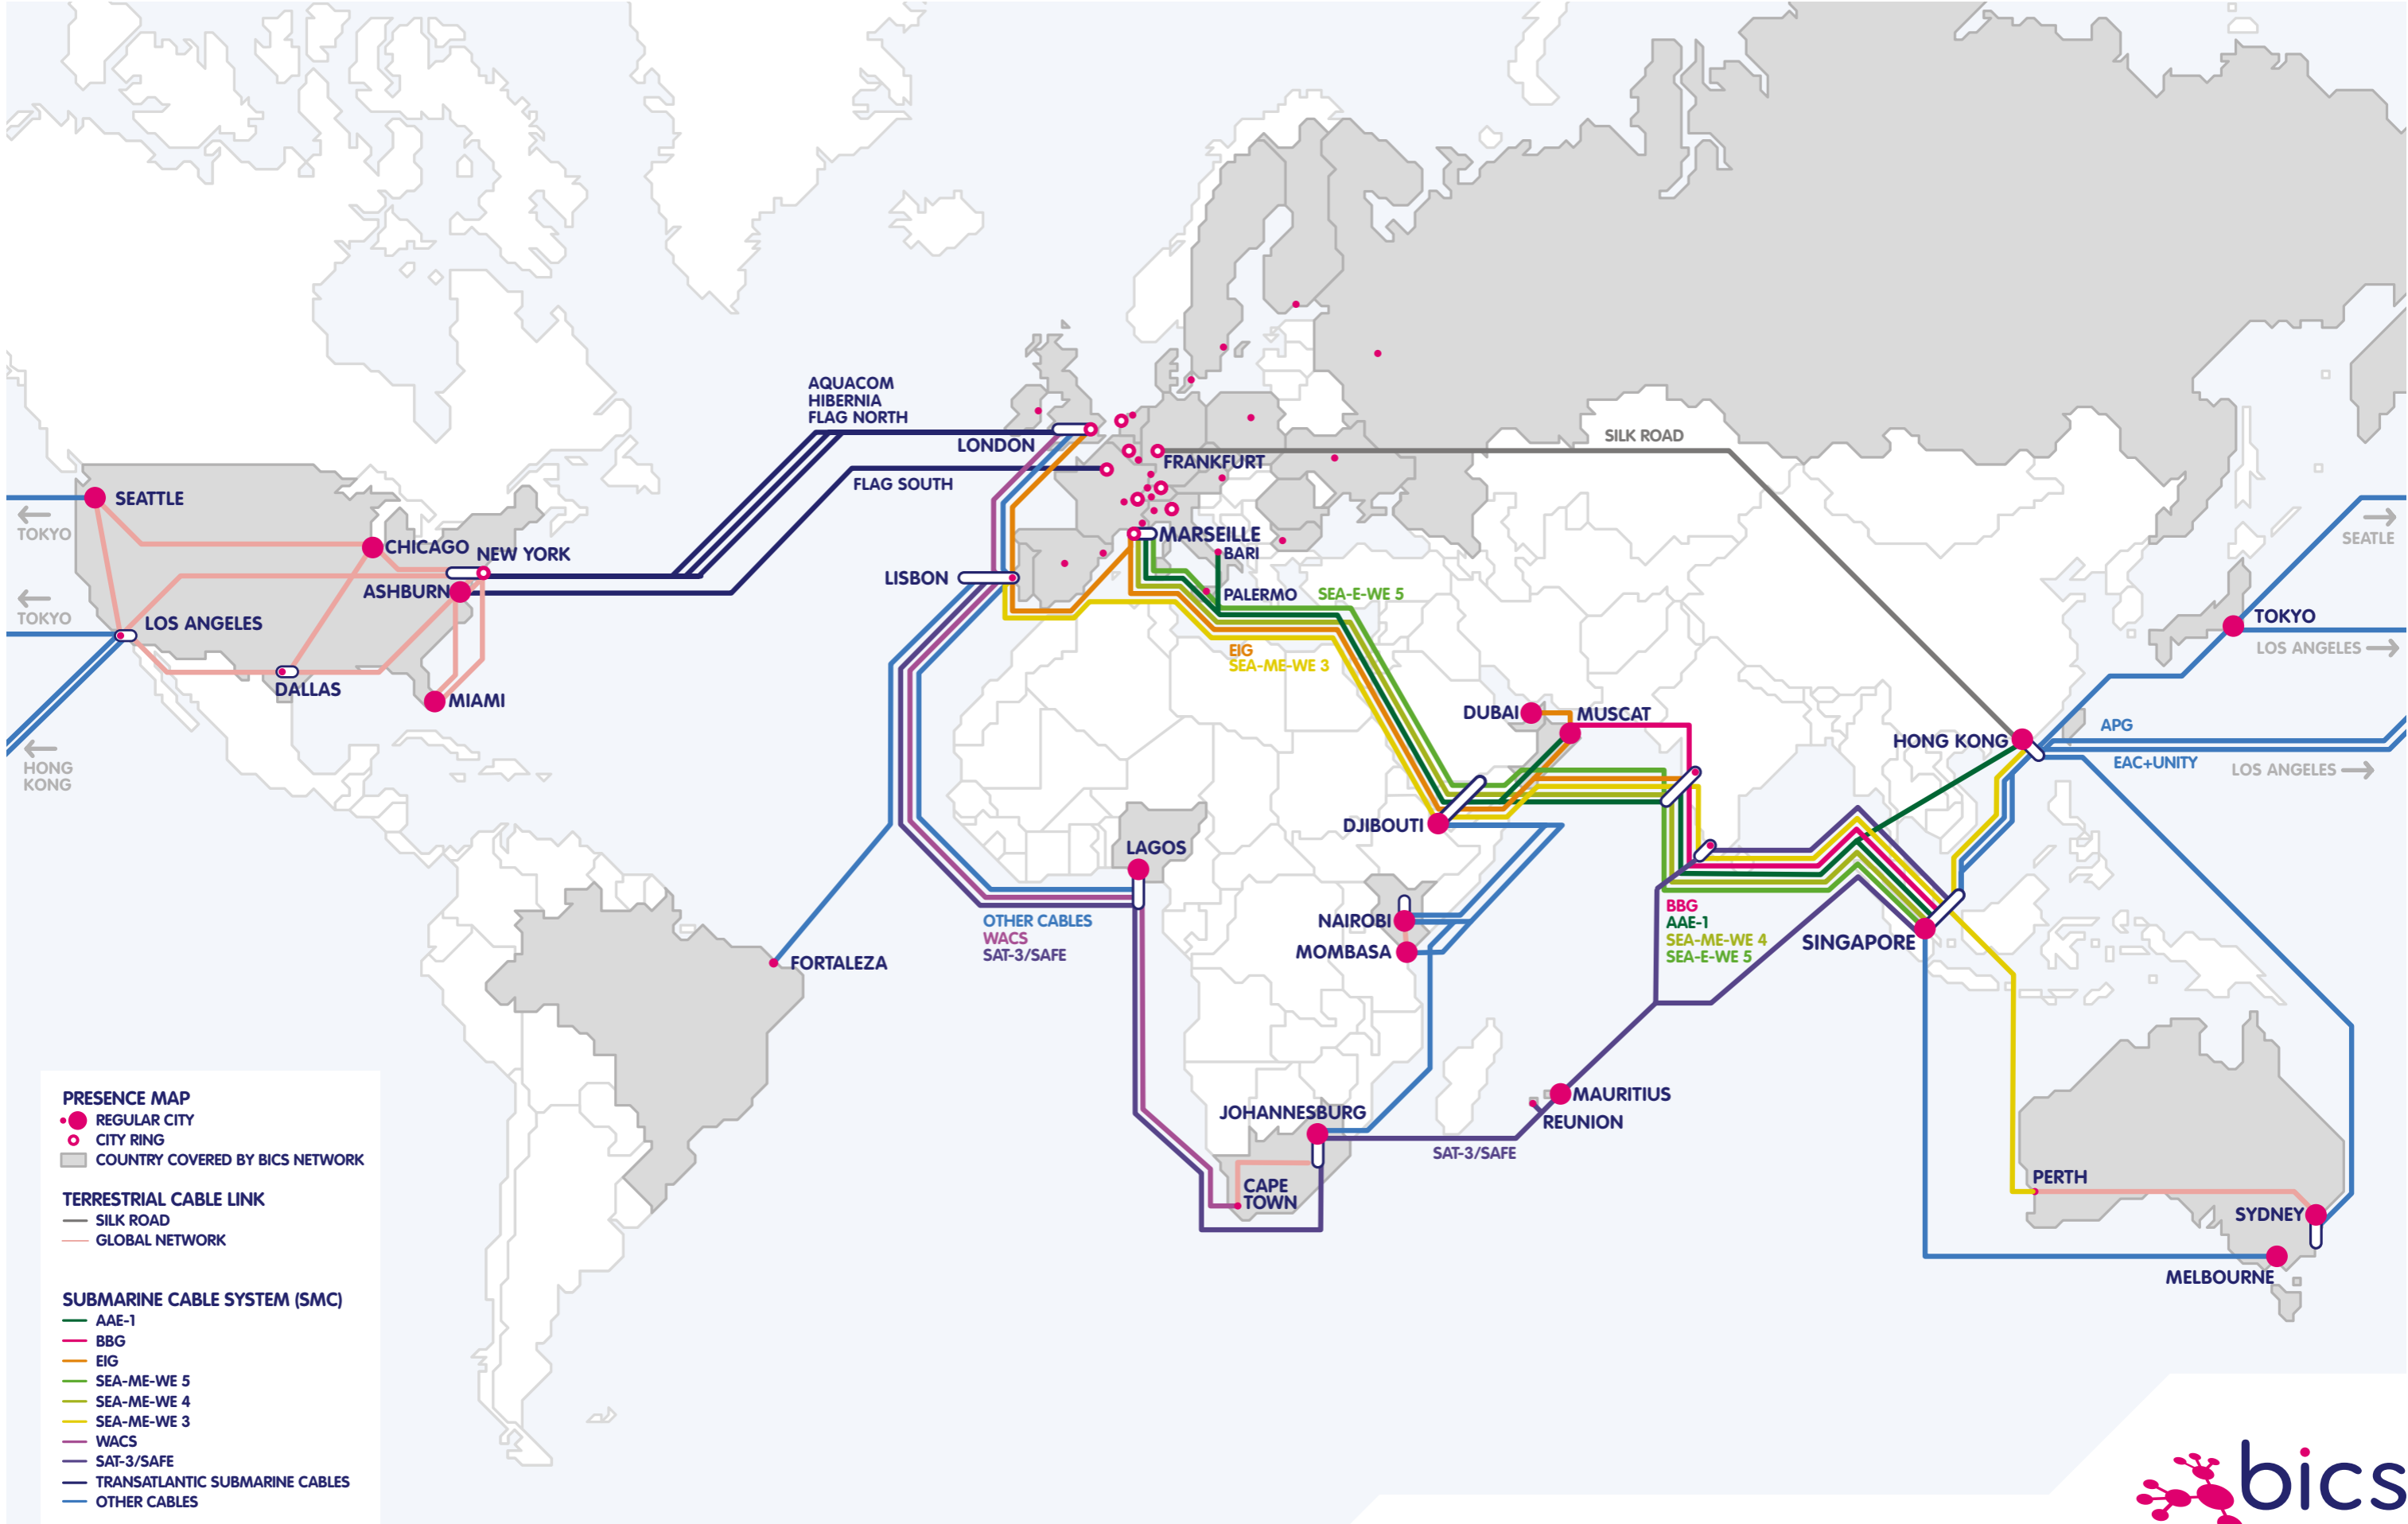 AQUACOM
HIBERNIA
FLAG NORTH
LONDON
FLAG SOUTH
FRANKFURT
SILK ROAD
SEATTLE
TOKYO
CHICAGO
NEW YORK
ASHBURN
TOKYO
LOS ANGELES
DALLAS
MIAMI
HONG
KONG
LISBON
MARSEILLE
BARI
PALERMO
SEA-E-WE 5
EIG
SEA-ME-WE 3
SEATLE
TOKYO
LOS ANGELES
DUBAI
MUSCAT
HONG KONG
APG
EAC+UNITY
LOS ANGELES
DJIBOUTI
LAGOS
OTHER CABLES
WACS
SAT-3/SAFE
NAIROBI
MOMBASA
BBG
AAE-1
SEA-ME-WE 4
SEA-E-WE 5
SINGAPORE
FORTALEZA
MAURITIUS
REUNION
JOHANNESBURG
SAT-3/SAFE
CAPE
TOWN
PERTH
SYDNEY
MELBOURNE
PRESENCE MAP
REGULAR CITY
CITY RING
COUNTRY COVERED BY BICS NETWORK
TERRESTRIAL CABLE LINK
SILK ROAD
GLOBAL NETWORK
SUBMARINE CABLE SYSTEM (SMC)
AAE-1
BBG
EIG
SEA-ME-WE 5
SEA-ME-WE 4
SEA-ME-WE 3
WACS
SAT-3/SAFE
TRANSATLANTIC SUBMARINE CABLES
OTHER CABLES
bics